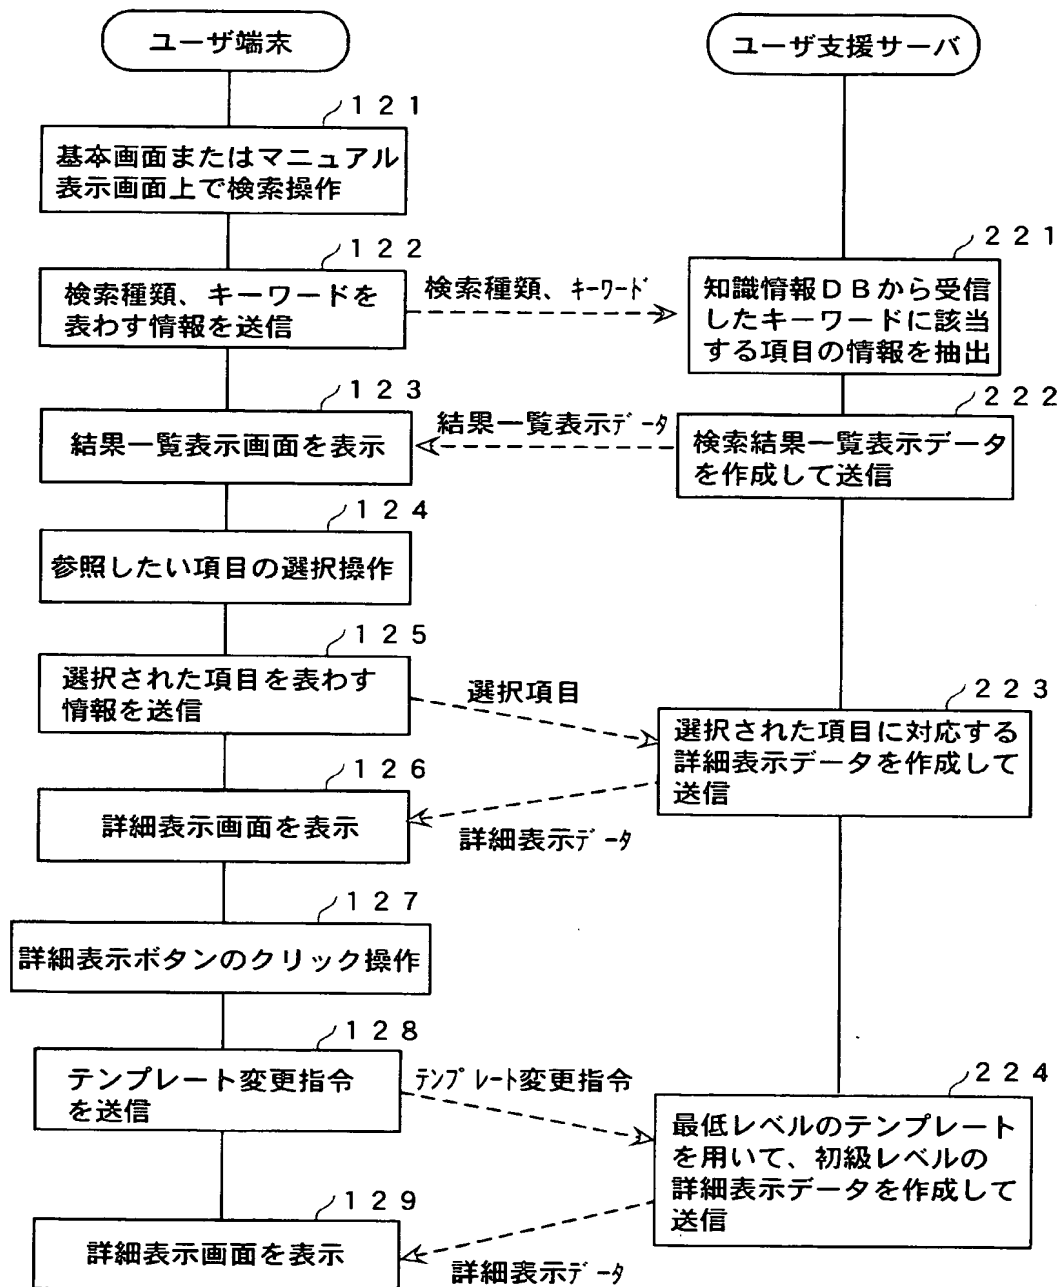 ユーザ端末
ユーザ支援サーバ
121
基本画面またはマニュアル
表示画面上で検索操作
122
検索種類、キーワードを
表わす情報を送信
検索種類、ｷｰﾜｰﾄﾞ
221
知識情報DBから受信
したキーワードに該当
する項目の情報を抽出
123
結果一覧表示画面を表示
結果一覧表示ﾃﾞｰﾀ
222
検索結果一覧表示データ
を作成して送信
124
参照したい項目の選択操作
125
選択された項目を表わす
情報を送信
選択項目
223
選択された項目に対応する
詳細表示データを作成して
送信
126
詳細表示画面を表示
詳細表示ﾃﾞｰﾀ
127
詳細表示ボタンのクリック操作
128
テンプレート変更指令
を送信
ﾃﾝﾌﾟﾚｰﾄ変更指令
224
最低レベルのテンプレート
を用いて、初級レベルの
詳細表示データを作成して
送信
129
詳細表示画面を表示
詳細表示ﾃﾞｰﾀ